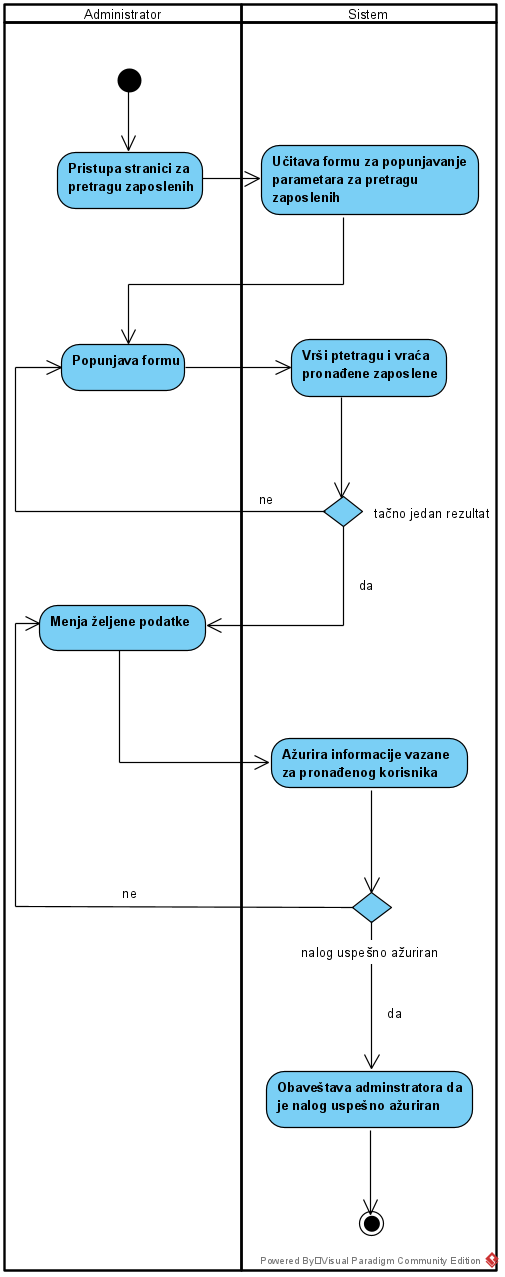 Administrator
Sistem
Pristupa stranici za
pretragu zaposlenih
Učitava formu za popunjavanje
parametara za pretragu
zaposlenih
Popunjava formu
Vrši ptetragu i vraća
pronađene zaposlene
ne
tačno jedan rezultat
da
Menja željene podatke
Ažurira informacije vazane
za pronađenog korisnika
ne
nalog uspešno ažuriran
da
Obaveštava adminstratora da
je nalog uspešno ažuriran
Powered By Visual Paradigm Community Edition